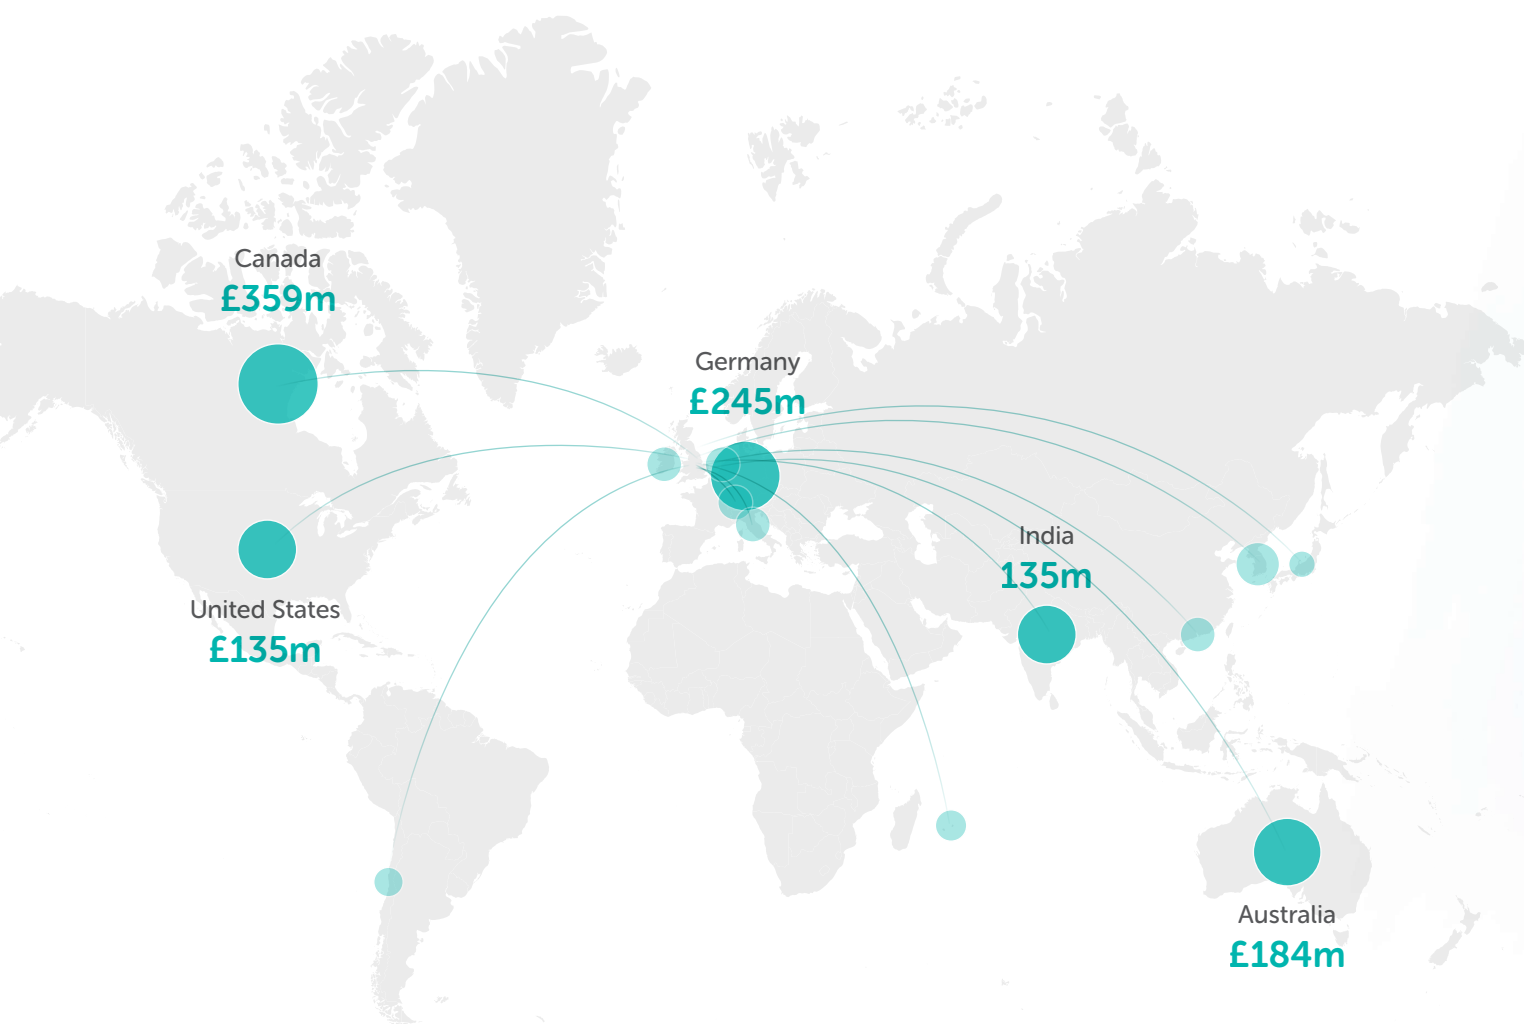 Canada
£359m
Germany
£245m
India
135m
United States
£135m
Australia
£184m